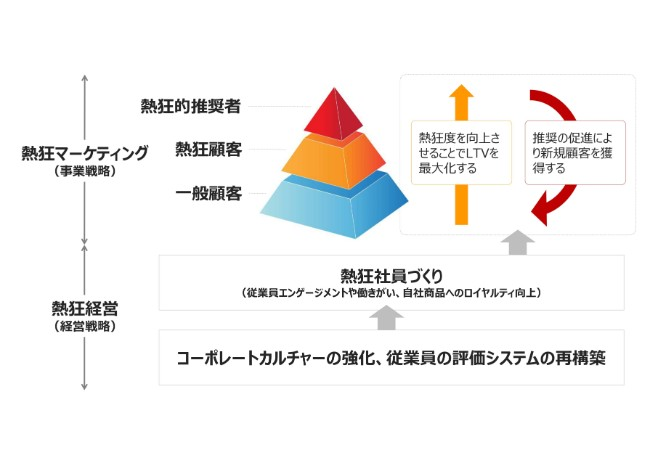 熱狂的推奨者
熱狂顧客
一般顧客
熱狂マーケティング
（事業戦略）
熱狂度を向上さ
せることでLTVを
最大化する
推奨の促進によ
り新規顧客を獲
得する
熱狂経営
（経営戦略）
熱狂社員づくり
（従業員エンゲージメントや働きがい、自社商品へのロイヤルティ向上）
コーポレートカルチャーの強化、従業員の評価システムの再構築